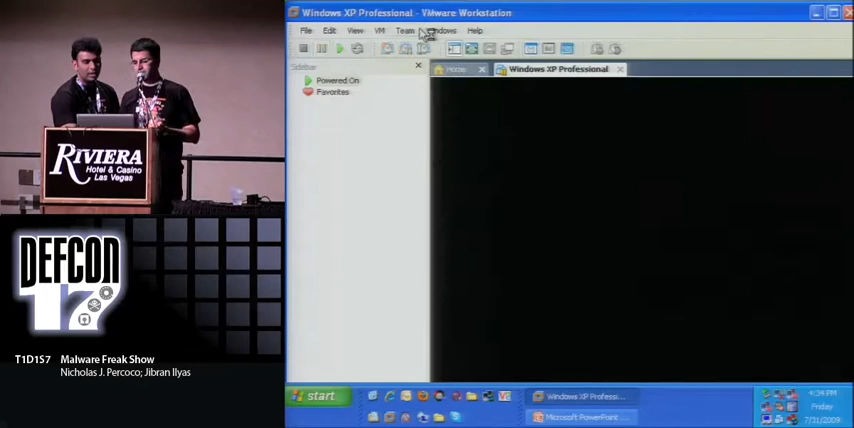 Windows XP Professional - VMware Workstation
File Edit View VM Team Windows Help
Sidebar
Powered On
Favorites
Home
Windows XP Professional
RIVIERA
Hotel & Casino
Las Vegas
DEFCON
17
T1D1S7 Malware Freak Show
Nicholas J. Percoco; Jibran Ilyas
start
Windows XP Professi...
Microsoft PowerPoint ...
4:34 PM
Friday
7/31/2009